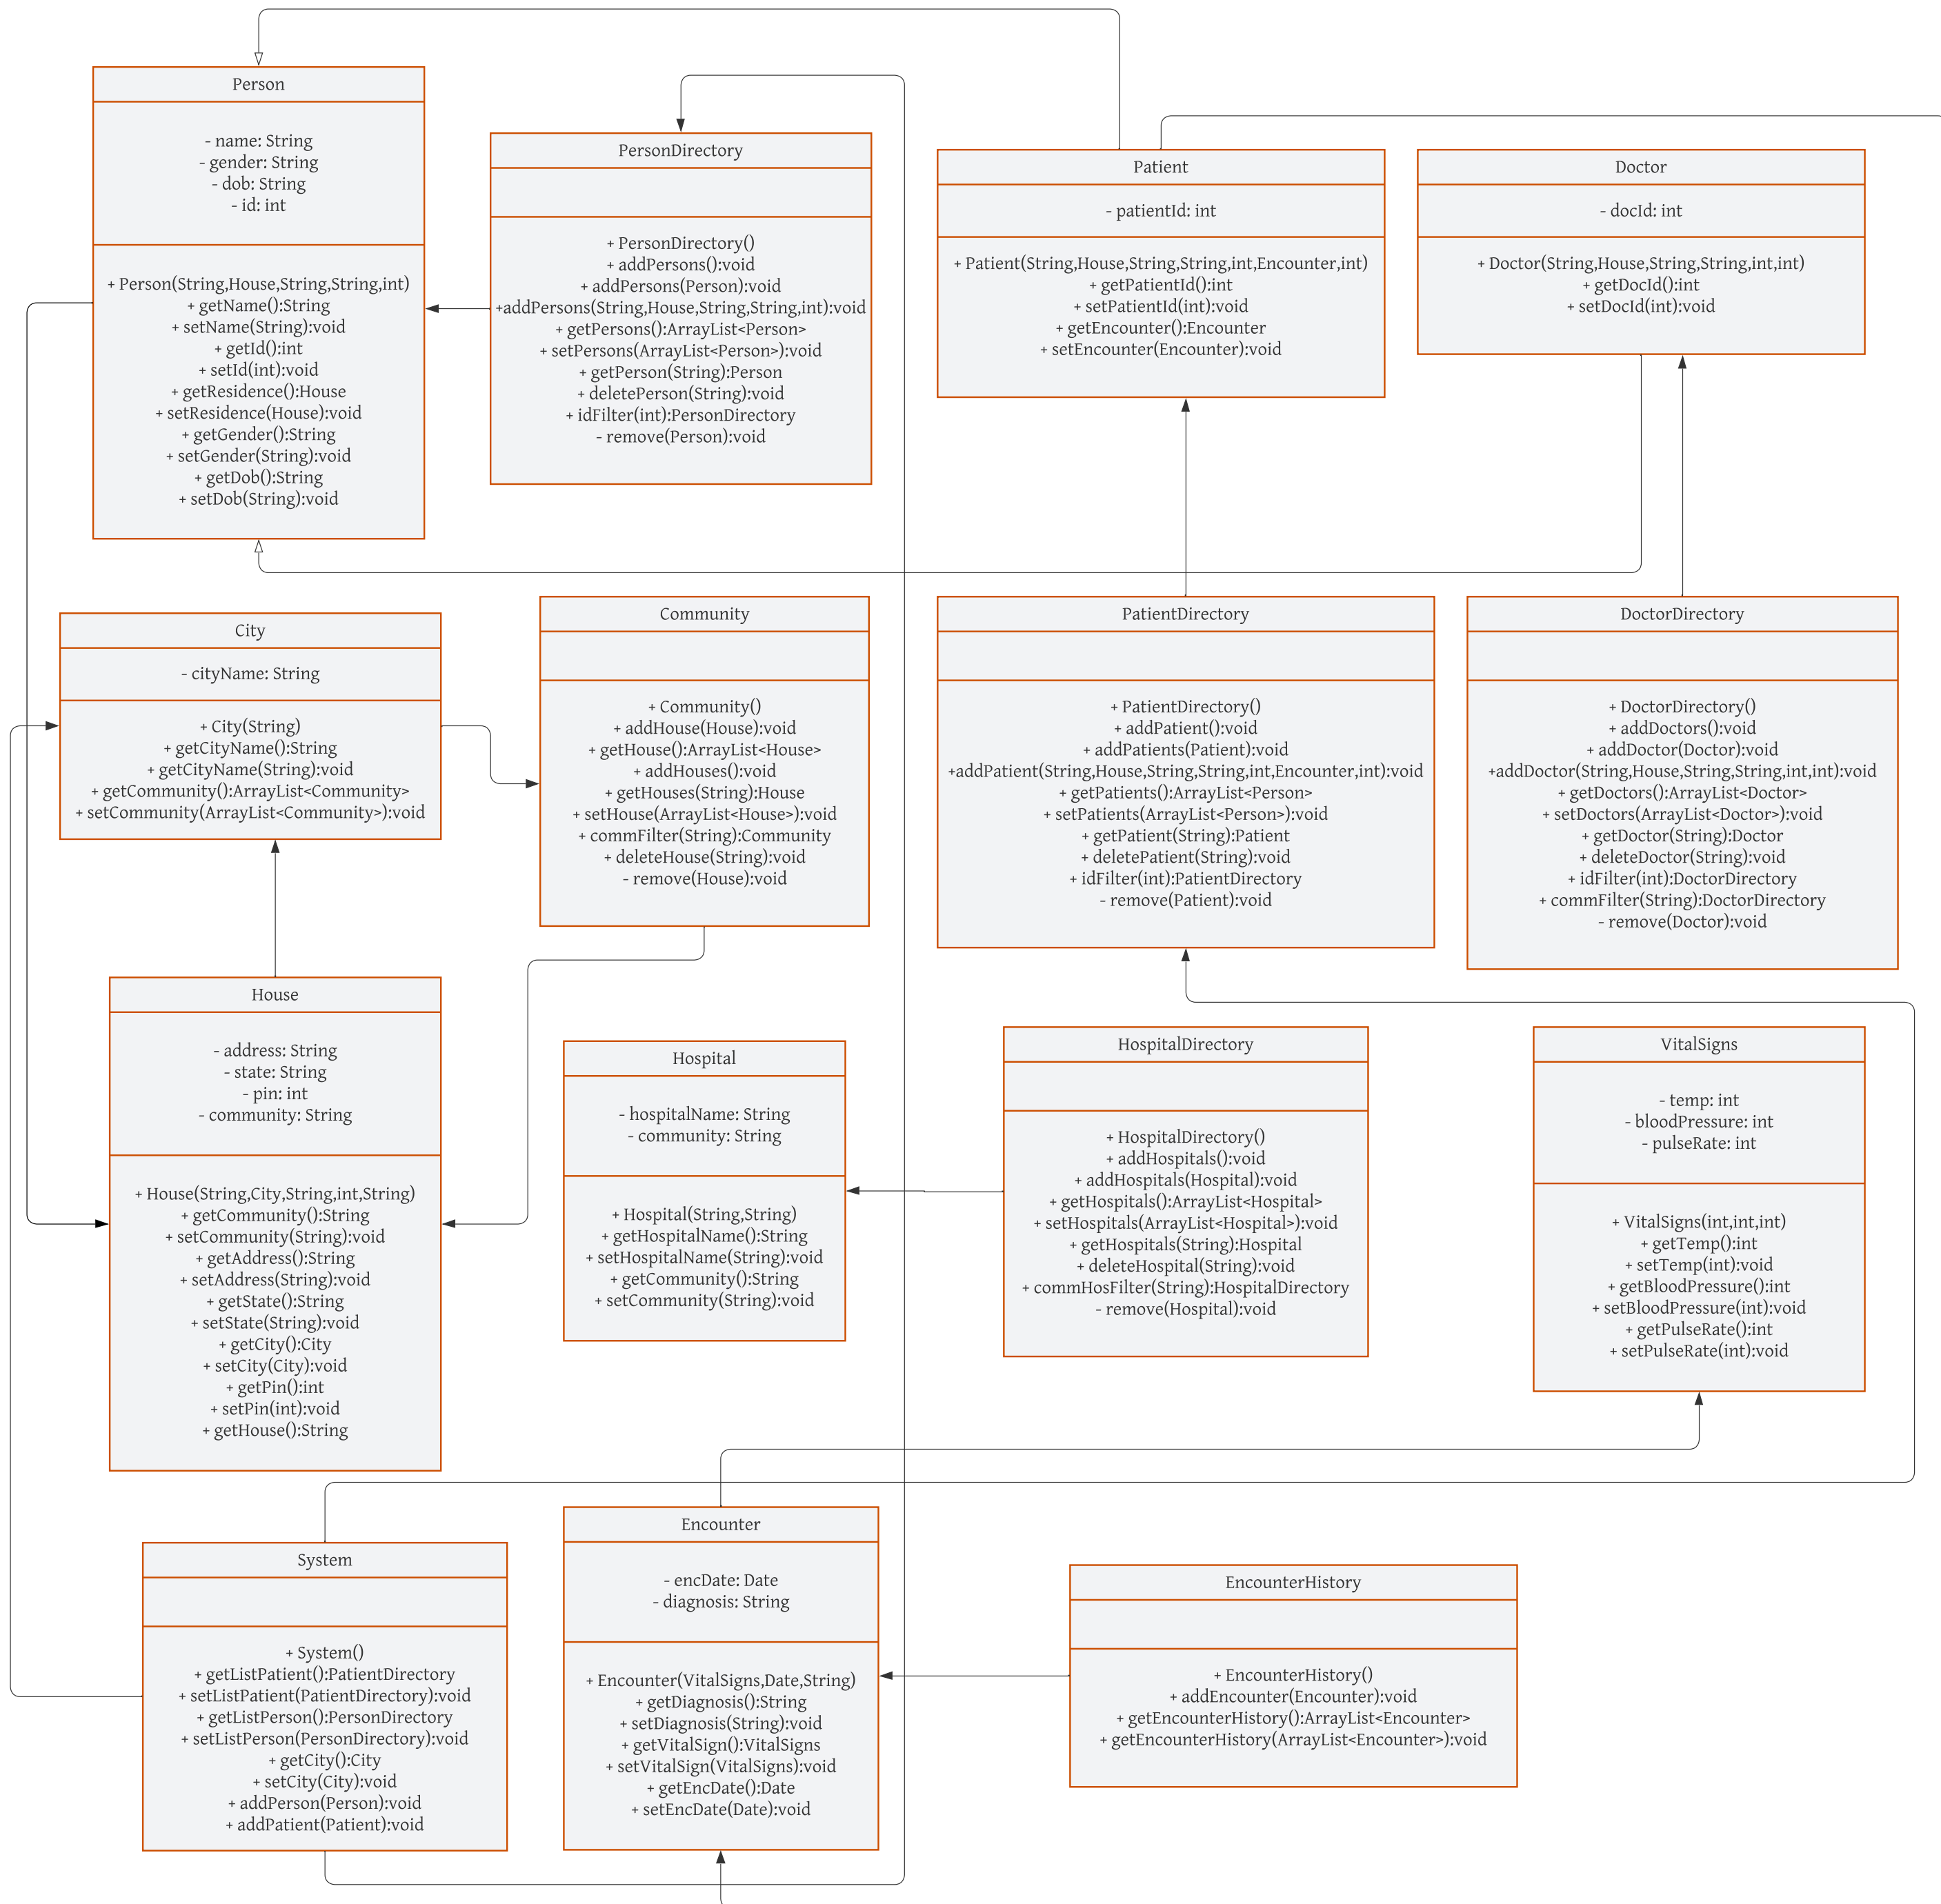 Person
- name: String
- gender: String
- dob: String
- id: int
+ Person(String,House,String,String,int)
+ getName():String
+ setName(String):void
+ getId():int
+ setId(int):void
+ getResidence():House
+ setResidence(House):void
+ getGender():String
+ setGender(String):void
+ getDob():String
+ setDob(String):void
PersonDirectory
+ PersonDirectory()
+ addPersons():void
+ addPersons(Person):void
+addPersons(String,House,String,String,int):void
+ getPersons():ArrayList<Person>
+ setPersons(ArrayList<Person>):void
+ getPerson(String):Person
+ deletePerson(String):void
+ idFilter(int):PersonDirectory
- remove(Person):void
Patient
- patientId: int
+ Patient(String,House,String,String,int,Encounter,int)
+ getPatientId():int
+ setPatientId(int):void
+ getEncounter():Encounter
+ setEncounter(Encounter):void
Doctor
- docId: int
+ Doctor(String,House,String,String,int,int)
+ getDocId():int
+ setDocId(int):void
City
- cityName: String
+ City(String)
+ getCityName():String
+ getCityName(String):void
+ getCommunity():ArrayList<Community>
+ setCommunity(ArrayList<Community>):void
Community
+ Community()
+ addHouse(House):void
+ getHouse():ArrayList<House>
+ addHouses():void
+ getHouses(String):House
+ setHouse(ArrayList<House>):void
+ commFilter(String):Community
+ deleteHouse(String):void
- remove(House):void
PatientDirectory
+ PatientDirectory()
+ addPatient():void
+ addPatients(Patient):void
+addPatient(String,House,String,String,int,Encounter,int):void
+ getPatients():ArrayList<Person>
+ setPatients(ArrayList<Person>):void
+ getPatient(String):Patient
+ deletePatient(String):void
+ idFilter(int):PatientDirectory
- remove(Patient):void
DoctorDirectory
+ DoctorDirectory()
+ addDoctors():void
+ addDoctor(Doctor):void
+addDoctor(String,House,String,String,int,int):void
+ getDoctors():ArrayList<Doctor>
+ setDoctors(ArrayList<Doctor>):void
+ getDoctor(String):Doctor
+ deleteDoctor(String):void
+ idFilter(int):DoctorDirectory
+ commFilter(String):DoctorDirectory
- remove(Doctor):void
House
- address: String
- state: String
- pin: int
- community: String
+ House(String,City,String,int,String)
+ getCommunity():String
+ setCommunity(String):void
+ getAddress():String
+ setAddress(String):void
+ getState():String
+ setState(String):void
+ getCity():City
+ setCity(City):void
+ getPin():int
+ setPin(int):void
+ getHouse():String
Hospital
- hospitalName: String
- community: String
+ Hospital(String,String)
+ getHospitalName():String
+ setHospitalName(String):void
+ getCommunity():String
+ setCommunity(String):void
HospitalDirectory
+ HospitalDirectory()
+ addHospitals():void
+ addHospitals(Hospital):void
+ getHospitals():ArrayList<Hospital>
+ setHospitals(ArrayList<Hospital>):void
+ getHospitals(String):Hospital
+ deleteHospital(String):void
+ commHosFilter(String):HospitalDirectory
- remove(Hospital):void
VitalSigns
- temp: int
- bloodPressure: int
- pulseRate: int
+ VitalSigns(int,int,int)
+ getTemp():int
+ setTemp(int):void
+ getBloodPressure():int
+ setBloodPressure(int):void
+ getPulseRate():int
+ setPulseRate(int):void
System
+ System()
+ getListPatient():PatientDirectory
+ setListPatient(PatientDirectory):void
+ getListPerson():PersonDirectory
+ setListPerson(PersonDirectory):void
+ getCity():City
+ setCity(City):void
+ addPerson(Person):void
+ addPatient(Patient):void
Encounter
- encDate: Date
- diagnosis: String
+ Encounter(VitalSigns,Date,String)
+ getDiagnosis():String
+ setDiagnosis(String):void
+ getVitalSign():VitalSigns
+ setVitalSign(VitalSigns):void
+ getEncDate():Date
+ setEncDate(Date):void
EncounterHistory
+ EncounterHistory()
+ addEncounter(Encounter):void
+ getEncounterHistory():ArrayList<Encounter>
+ getEncounterHistory(ArrayList<Encounter>):void